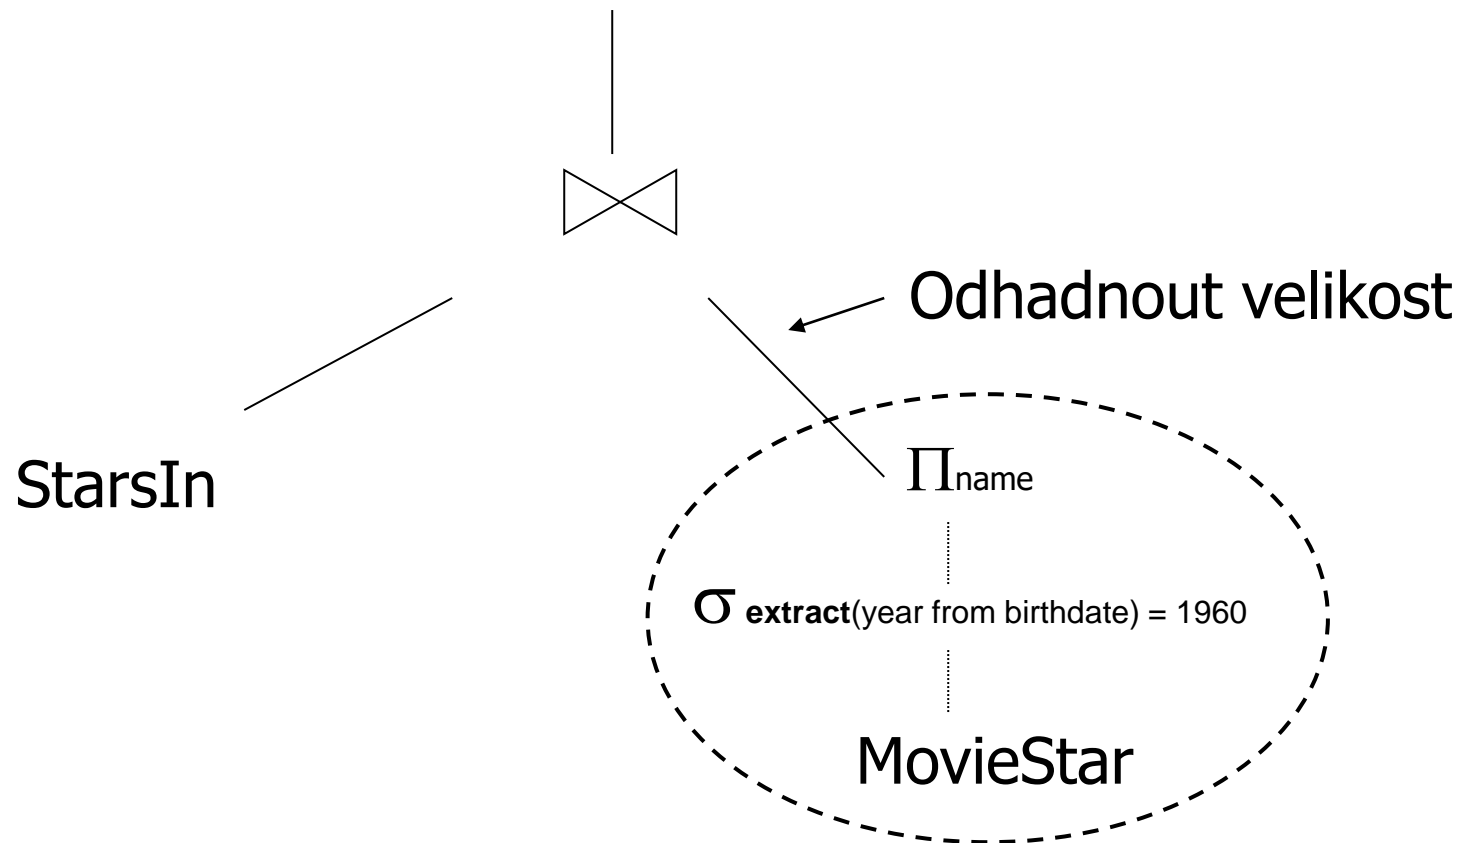 Odhadnout velikost
StarsIn
Πname
σ extract(year from birthdate) = 1960
MovieStar